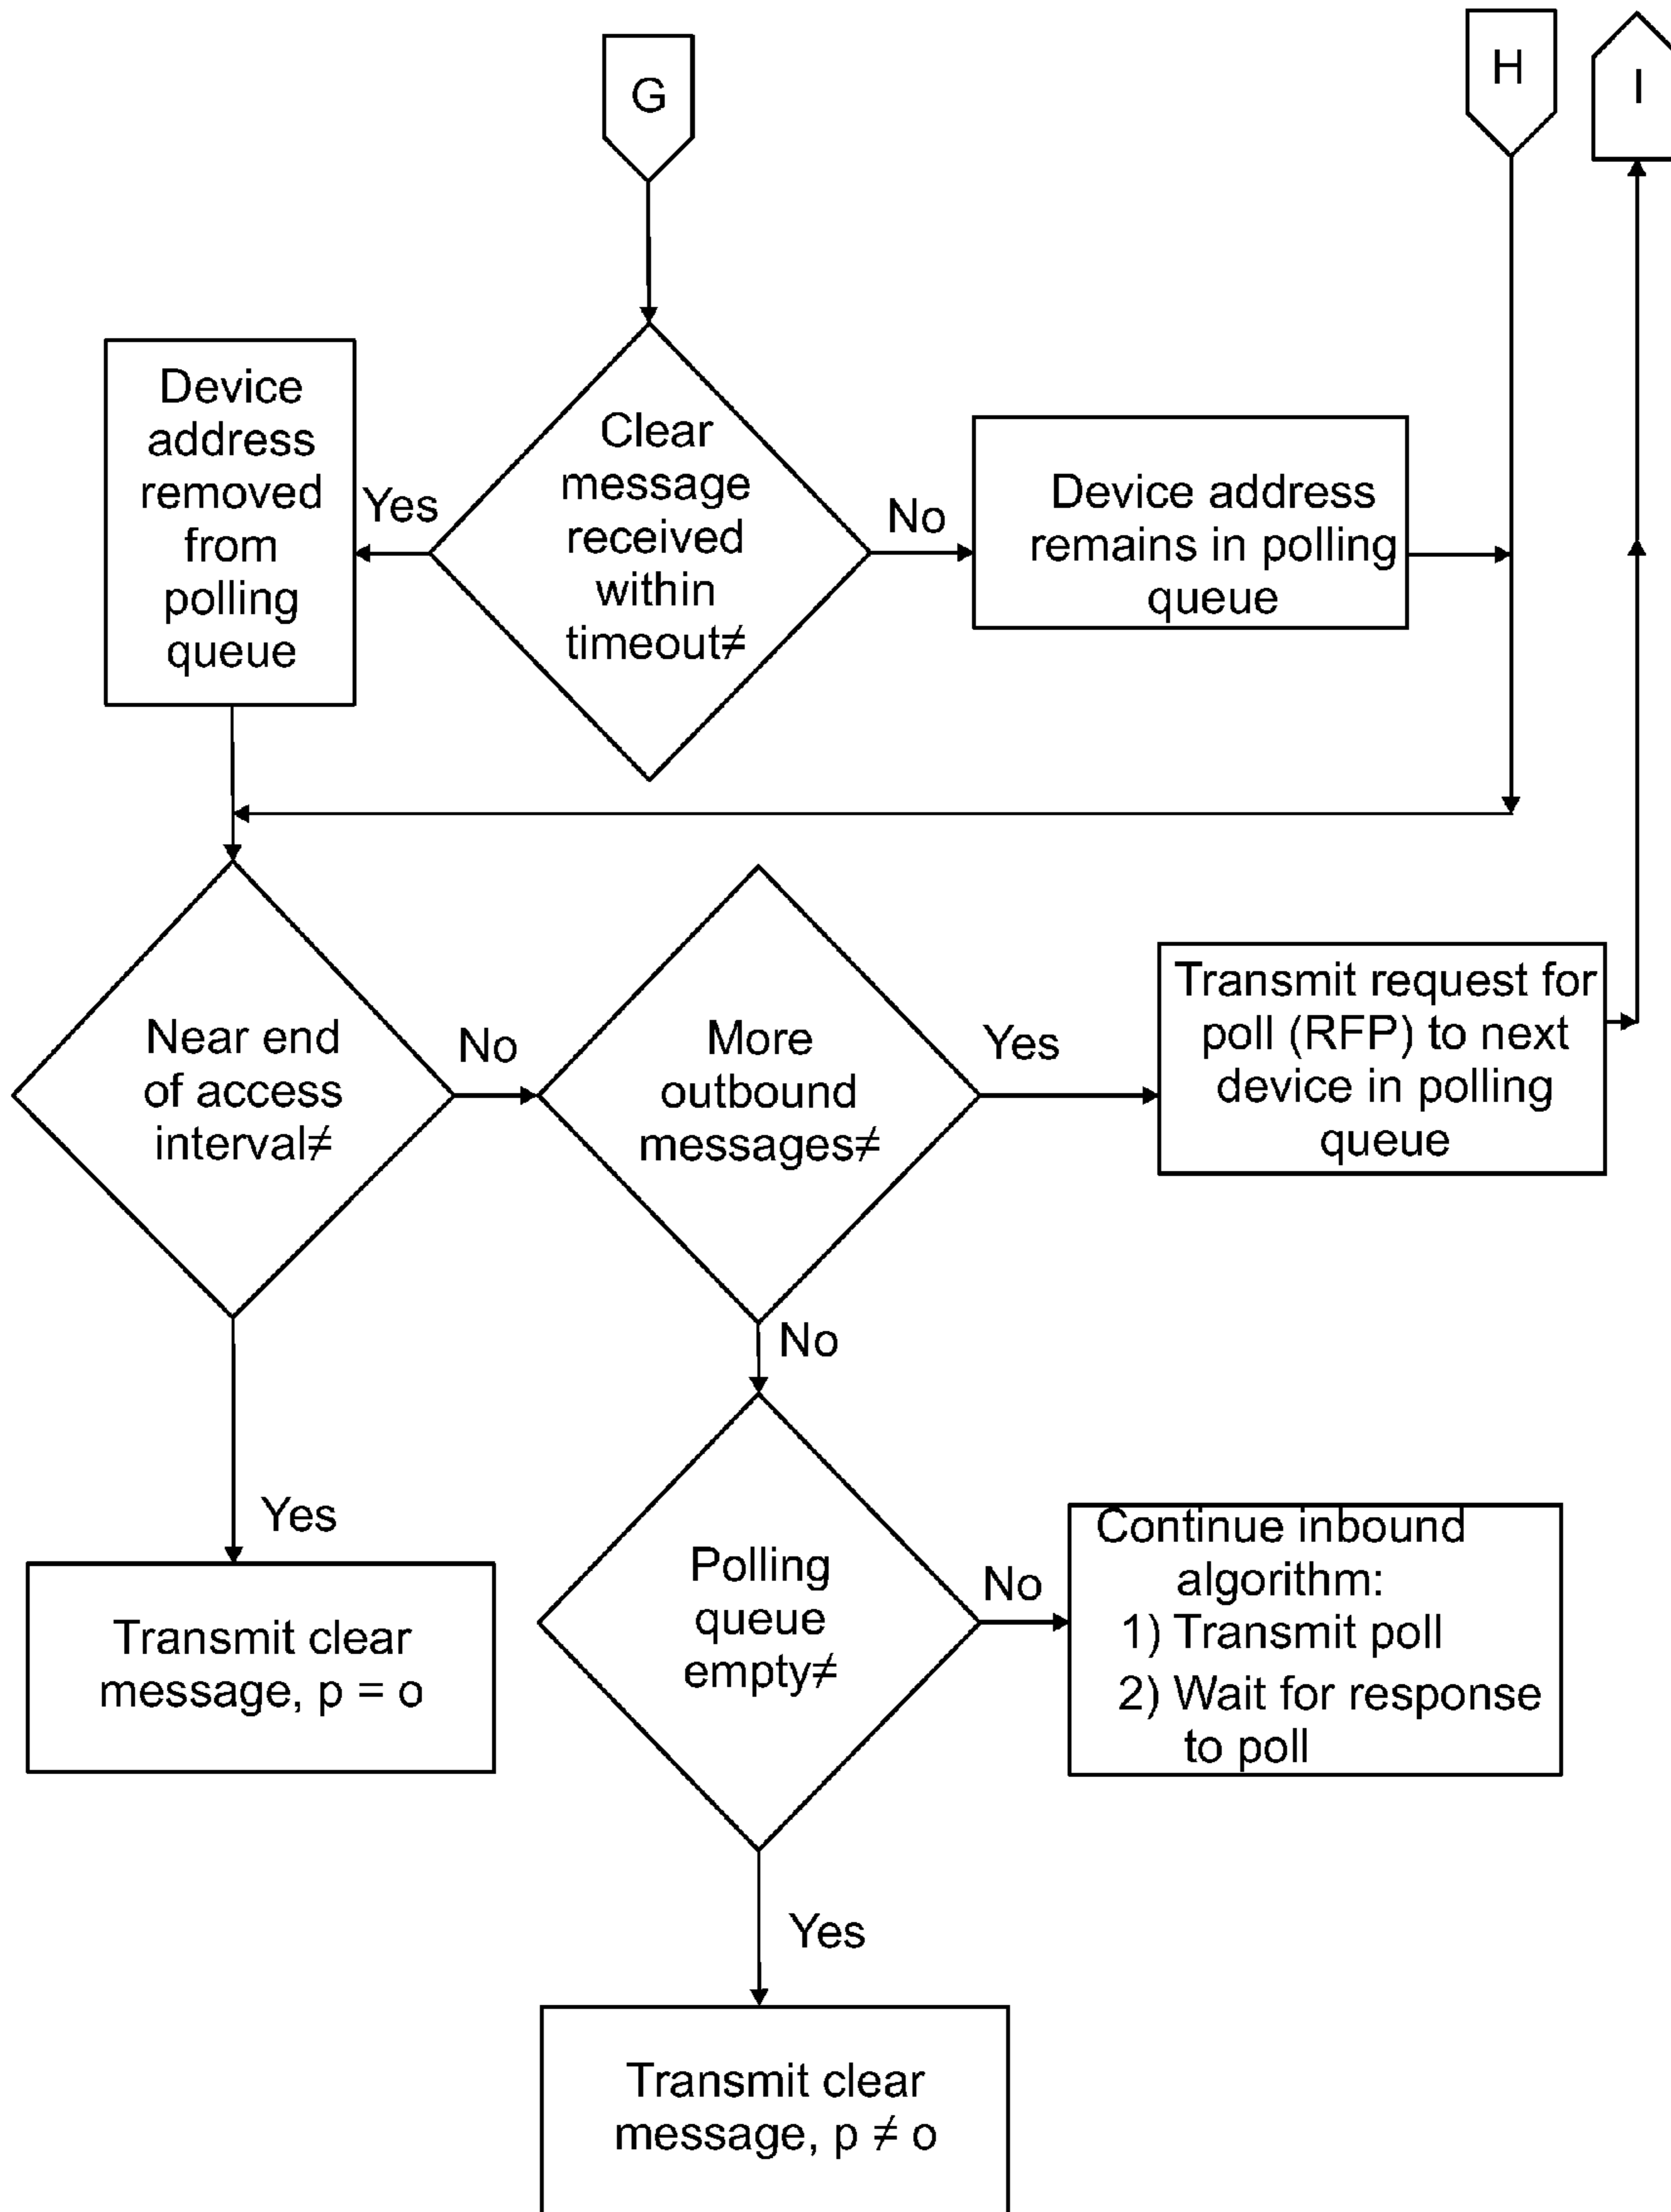 G
H
I
Device
address
removed
from
polling
queue
Yes
Clear
message
received
within
timeout≠
No
Device address
remains in polling
queue
Near end
of access
interval≠
No
More
outbound
messages≠
Yes
Transmit request for
poll (RFP) to next
device in polling
queue
No
Yes
Transmit clear
message, p = o
Polling
queue
empty≠
No
Continue inbound
algorithm:
1) Transmit poll
2) Wait for response
to poll
Yes
Transmit clear
message, p ≠ o